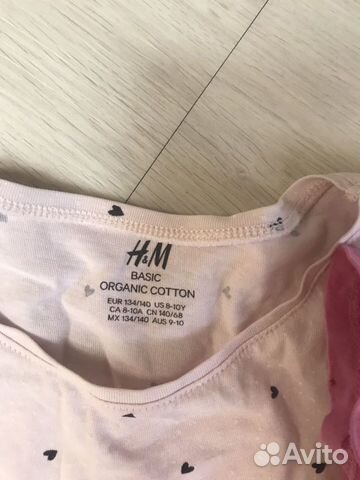 H&M
BASIC
ORGANIC COTTON
EUR 134/140 US 8-10Y
CA 8-10A CN 140/68
MX 134/140 AUS 9-10
Avito